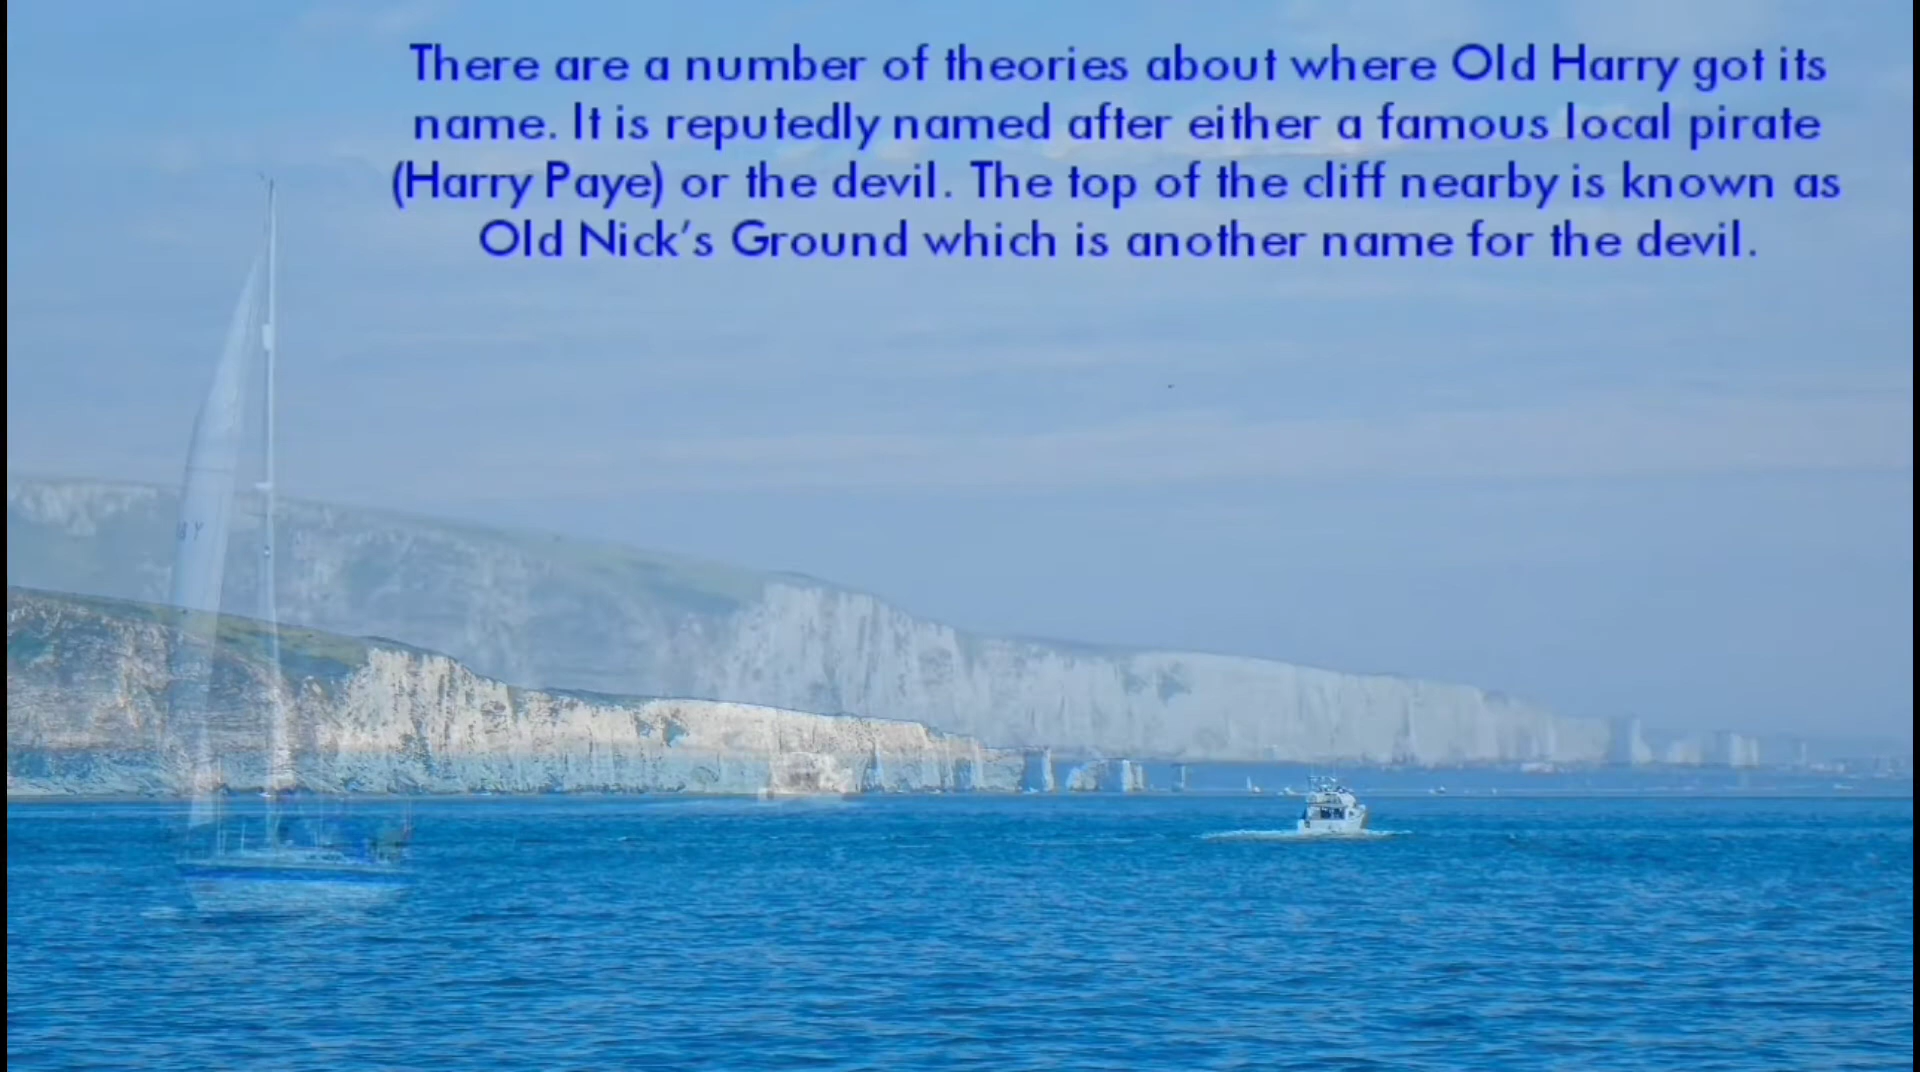 There are a number of theories about where Old Harry got its
name. It is reputedly named after either a famous local pirate
(Harry Paye) or the devil. The top of the cliff nearby is known as
Old Nick's Ground which is another name for the devil.